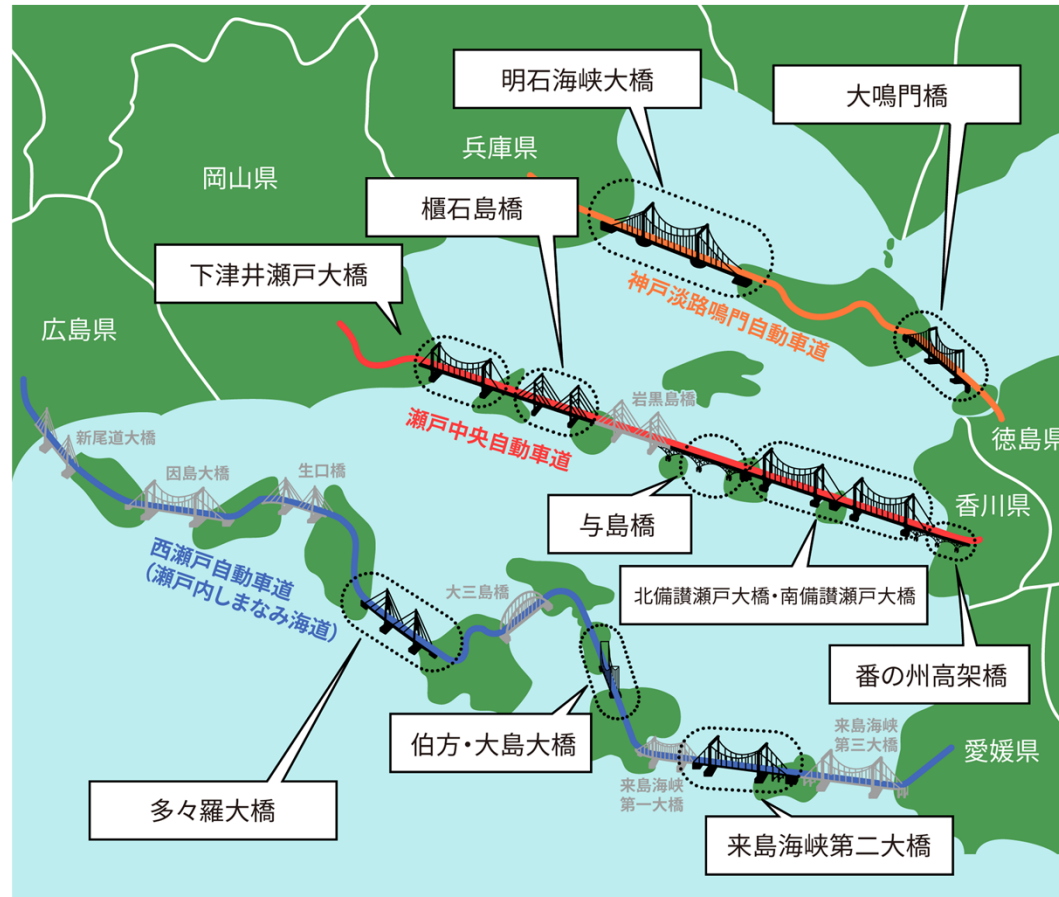 明石海峡大橋
大鳴門橋
兵庫県
岡山県
櫃石島橋
下津井瀬戸大橋
神戸淡路鳴門自動車道
広島県
岩黒島橋
瀬戸中央自動車道
徳島県
新尾道大橋
因島大橋
生口橋
香川県
与島橋
西瀬戸自動車道
（瀬戸内しまなみ海道）
大三島橋
北備讃瀬戸大橋・南備讃瀬戸大橋
番の州高架橋
伯方・大島大橋
来島海峡
第三大橋
愛媛県
来島海峡
第一大橋
多々羅大橋
来島海峡第二大橋